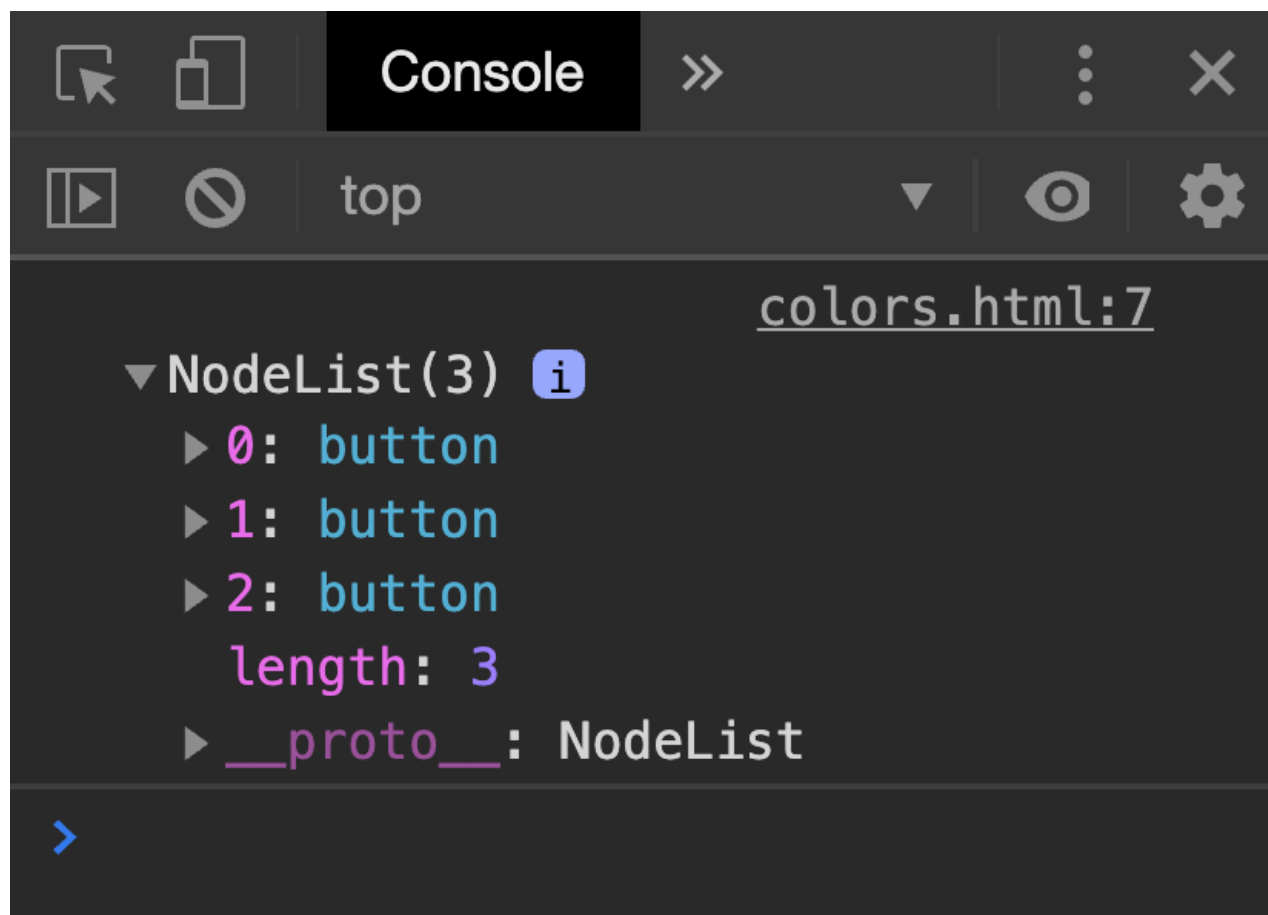 Console
top
colors.html:7
NodeList(3) i
0: button
1: button
2: button
length: 3
__proto__: NodeList